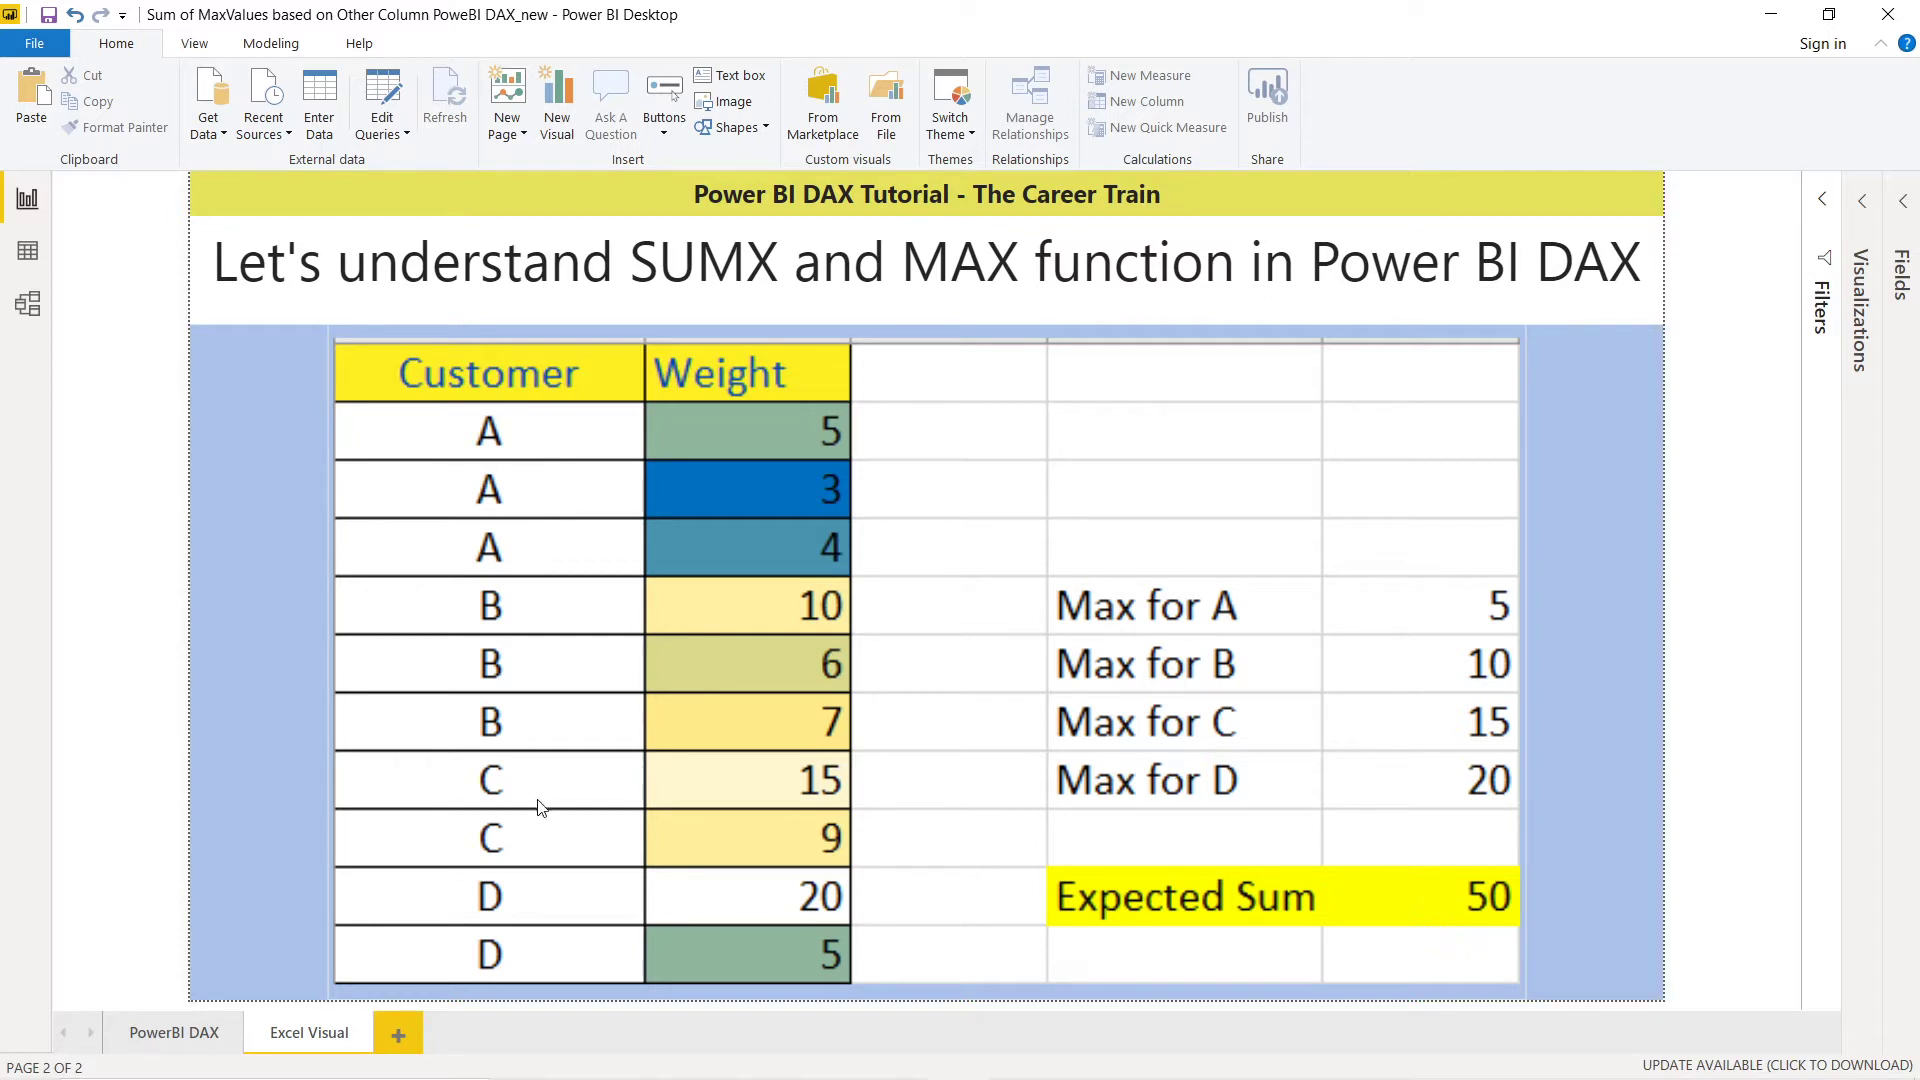 Sum of MaxValues based on Other Column PoweBI DAX_new - Power BI Desktop
File Home View Modeling Help Sign in
Paste
Cut
Copy
Format Painter
Clipboard
Get Data
Recent Sources
Enter Data
Edit Queries
Refresh
External data
New Page
New Visual
Ask A Question
Buttons
Text box
Image
Shapes
Insert
From Marketplace
From File
Custom visuals
Switch Theme
Themes
Manage Relationships
Relationships
New Measure
New Column
New Quick Measure
Calculations
Publish
Share
Power BI DAX Tutorial - The Career Train
Let's understand SUMX and MAX function in Power BI DAX
Customer Weight
A 5
A 3
A 4
B 10 Max for A 5
B 6 Max for B 10
B 7 Max for C 15
C 15 Max for D 20
C 9
D 20 Expected Sum 50
D 5
Filters
Visualizations
Fields
PowerBI DAX Excel Visual
PAGE 2 OF 2
UPDATE AVAILABLE (CLICK TO DOWNLOAD)